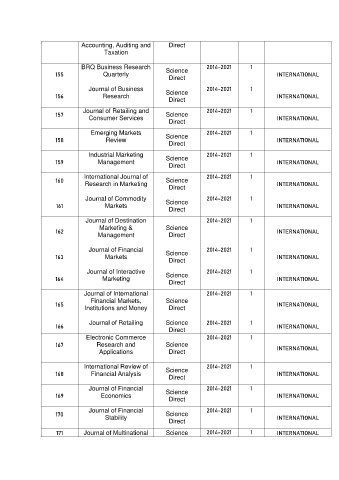 Accounting, Auditing and Taxation Direct
155 BRQ Business Research Quarterly Science Direct 2014-2021 1 INTERNATIONAL
156 Journal of Business Research Science Direct 2014-2021 1 INTERNATIONAL
157 Journal of Retailing and Consumer Services Science Direct 2014-2021 1 INTERNATIONAL
158 Emerging Markets Review Science Direct 2014-2021 1 INTERNATIONAL
159 Industrial Marketing Management Science Direct 2014-2021 1 INTERNATIONAL
160 International Journal of Research in Marketing Science Direct 2014-2021 1 INTERNATIONAL
161 Journal of Commodity Markets Science Direct 2014-2021 1 INTERNATIONAL
162 Journal of Destination Marketing & Management Science Direct 2014-2021 1 INTERNATIONAL
163 Journal of Financial Markets Science Direct 2014-2021 1 INTERNATIONAL
164 Journal of Interactive Marketing Science Direct 2014-2021 1 INTERNATIONAL
165 Journal of International Financial Markets, Institutions and Money Science Direct 2014-2021 1 INTERNATIONAL
166 Journal of Retailing Science Direct 2014-2021 1 INTERNATIONAL
167 Electronic Commerce Research and Applications Science Direct 2014-2021 1 INTERNATIONAL
168 International Review of Financial Analysis Science Direct 2014-2021 1 INTERNATIONAL
169 Journal of Financial Economics Science Direct 2014-2021 1 INTERNATIONAL
170 Journal of Financial Stability Science Direct 2014-2021 1 INTERNATIONAL
171 Journal of Multinational Science 2014-2021 1 INTERNATIONAL